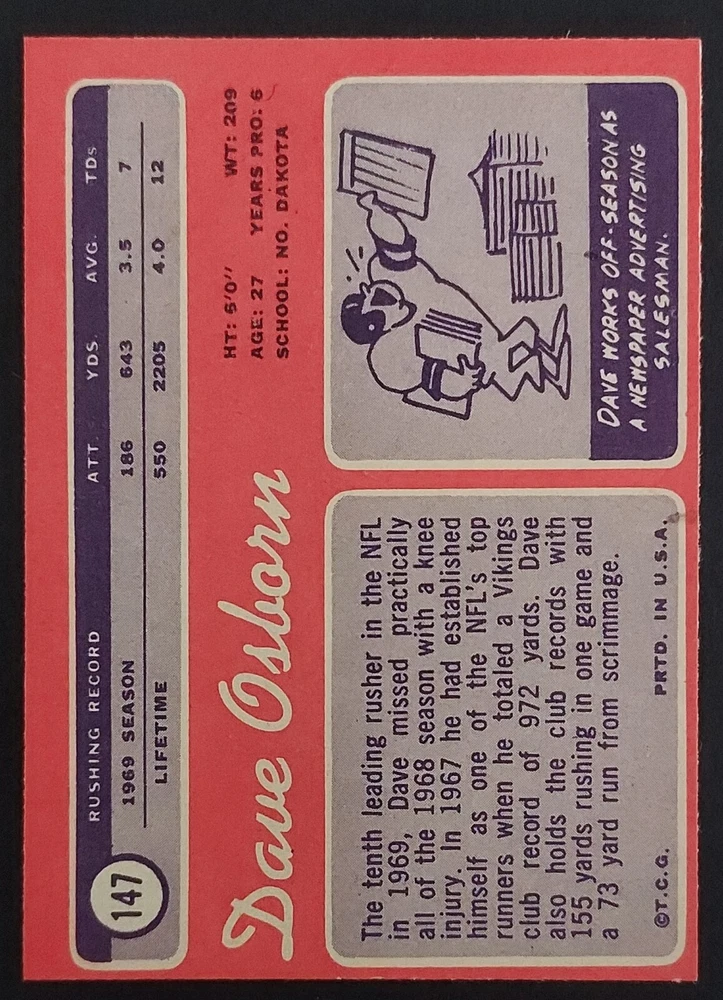 147
RUSHING RECORD ATT. YDS. AVG. TDs
1969 SEASON 186 643 3.5 7
LIFETIME 550 2205 4.0 12
Dave Osborn
HT: 6'0" WT: 209
AGE: 27 YEARS PRO: 6
SCHOOL: NO. DAKOTA
The tenth leading rusher in the NFL
in 1969, Dave missed practically
all of the 1968 season with a knee
injury. In 1967 he had established
himself as one of the NFL's top
runners when he totaled a Vikings
club record of 972 yards. Dave
also holds the club records with
155 yards rushing in one game and
a 73 yard run from scrimmage.
©T.C.G. PRTD. IN U.S.A.
DAVE WORKS OFF-SEASON AS
A NEWSPAPER ADVERTISING
SALESMAN.